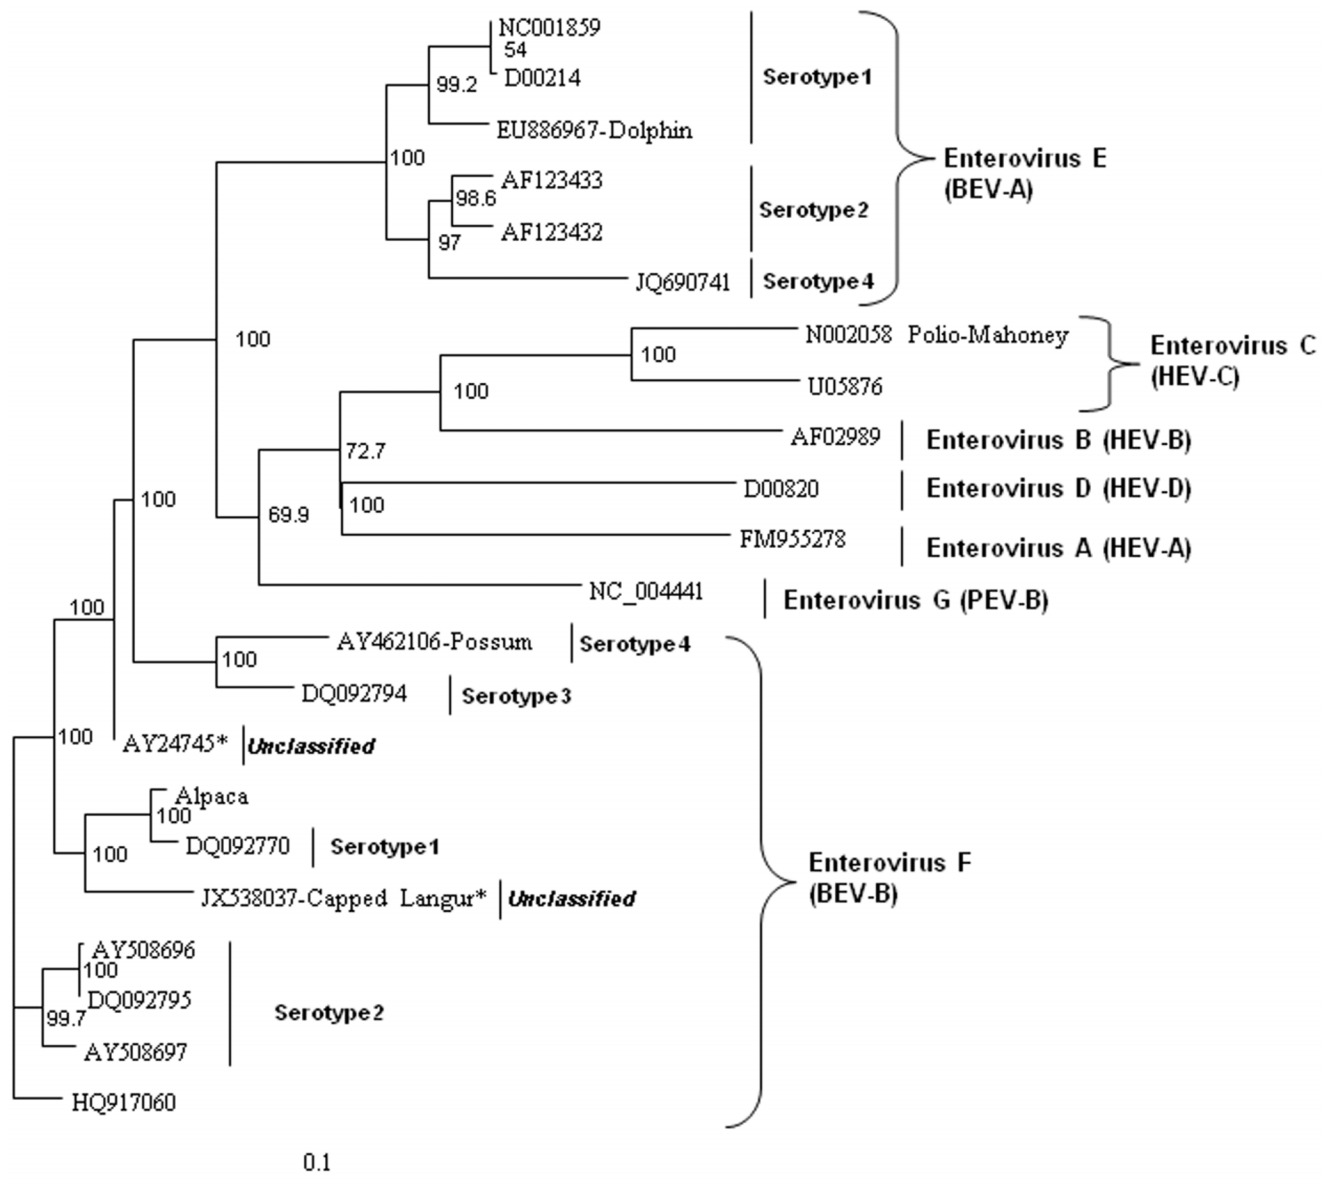 NC001859
54
D00214
99.2
Serotype1
EU886967-Dolphin
100
Enterovirus E
(BEV-A)
AF123433
98.6
Serotype2
AF123432
97
JQ690741
Serotype4
100
N002058 Polio-Mahoney
100
Enterovirus C
(HEV-C)
U05876
100
AF02989
Enterovirus B (HEV-B)
72.7
D00820
Enterovirus D (HEV-D)
100
100
69.9
FM955278
Enterovirus A (HEV-A)
NC_004441
Enterovirus G (PEV-B)
100
AY462106-Possum
Serotype4
100
DQ092794
Serotype3
100
AY24745*
Unclassified
Alpaca
100
DQ092770
Serotype1
100
Enterovirus F
(BEV-B)
JX538037-Capped Langur*
Unclassified
AY508696
100
DQ092795
Serotype2
99.7
AY508697
HQ917060
0.1